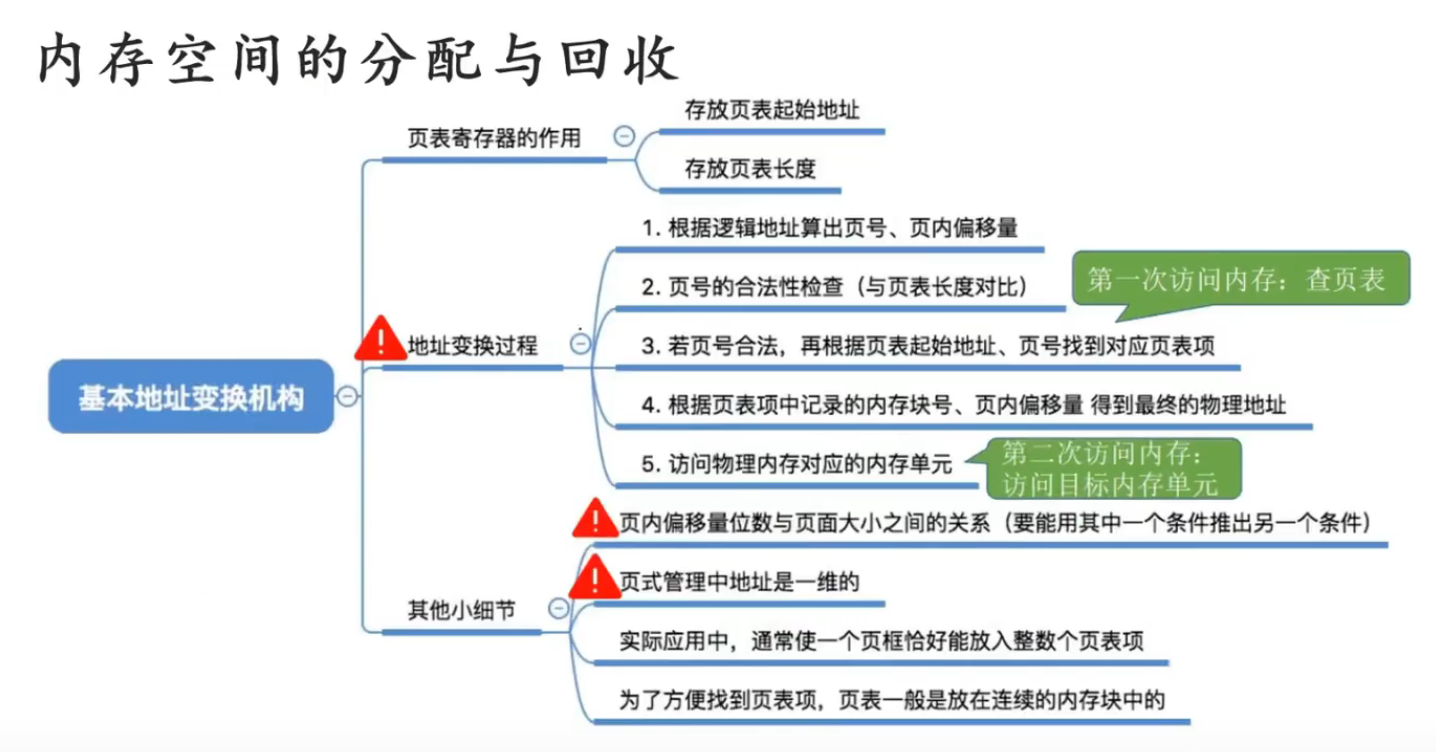 内存空间的分配与回收
存放页表起始地址
页表寄存器的作用
存放页表长度
1. 根据逻辑地址算出页号、页内偏移量
2. 页号的合法性检查（与页表长度对比）
第一次访问内存：查页表
地址变换过程
3. 若页号合法，再根据页表起始地址、页号找到对应页表项
基本地址变换机构
4. 根据页表项中记录的内存块号、页内偏移量 得到最终的物理地址
5. 访问物理内存对应的内存单元
第二次访问内存：
访问目标内存单元
页内偏移量位数与页面大小之间的关系（要能用其中一个条件推出另一个条件）
页式管理中地址是一维的
其他小细节
实际应用中，通常使一个页框恰好能放入整数个页表项
为了方便找到页表项，页表一般是放在连续的内存块中的